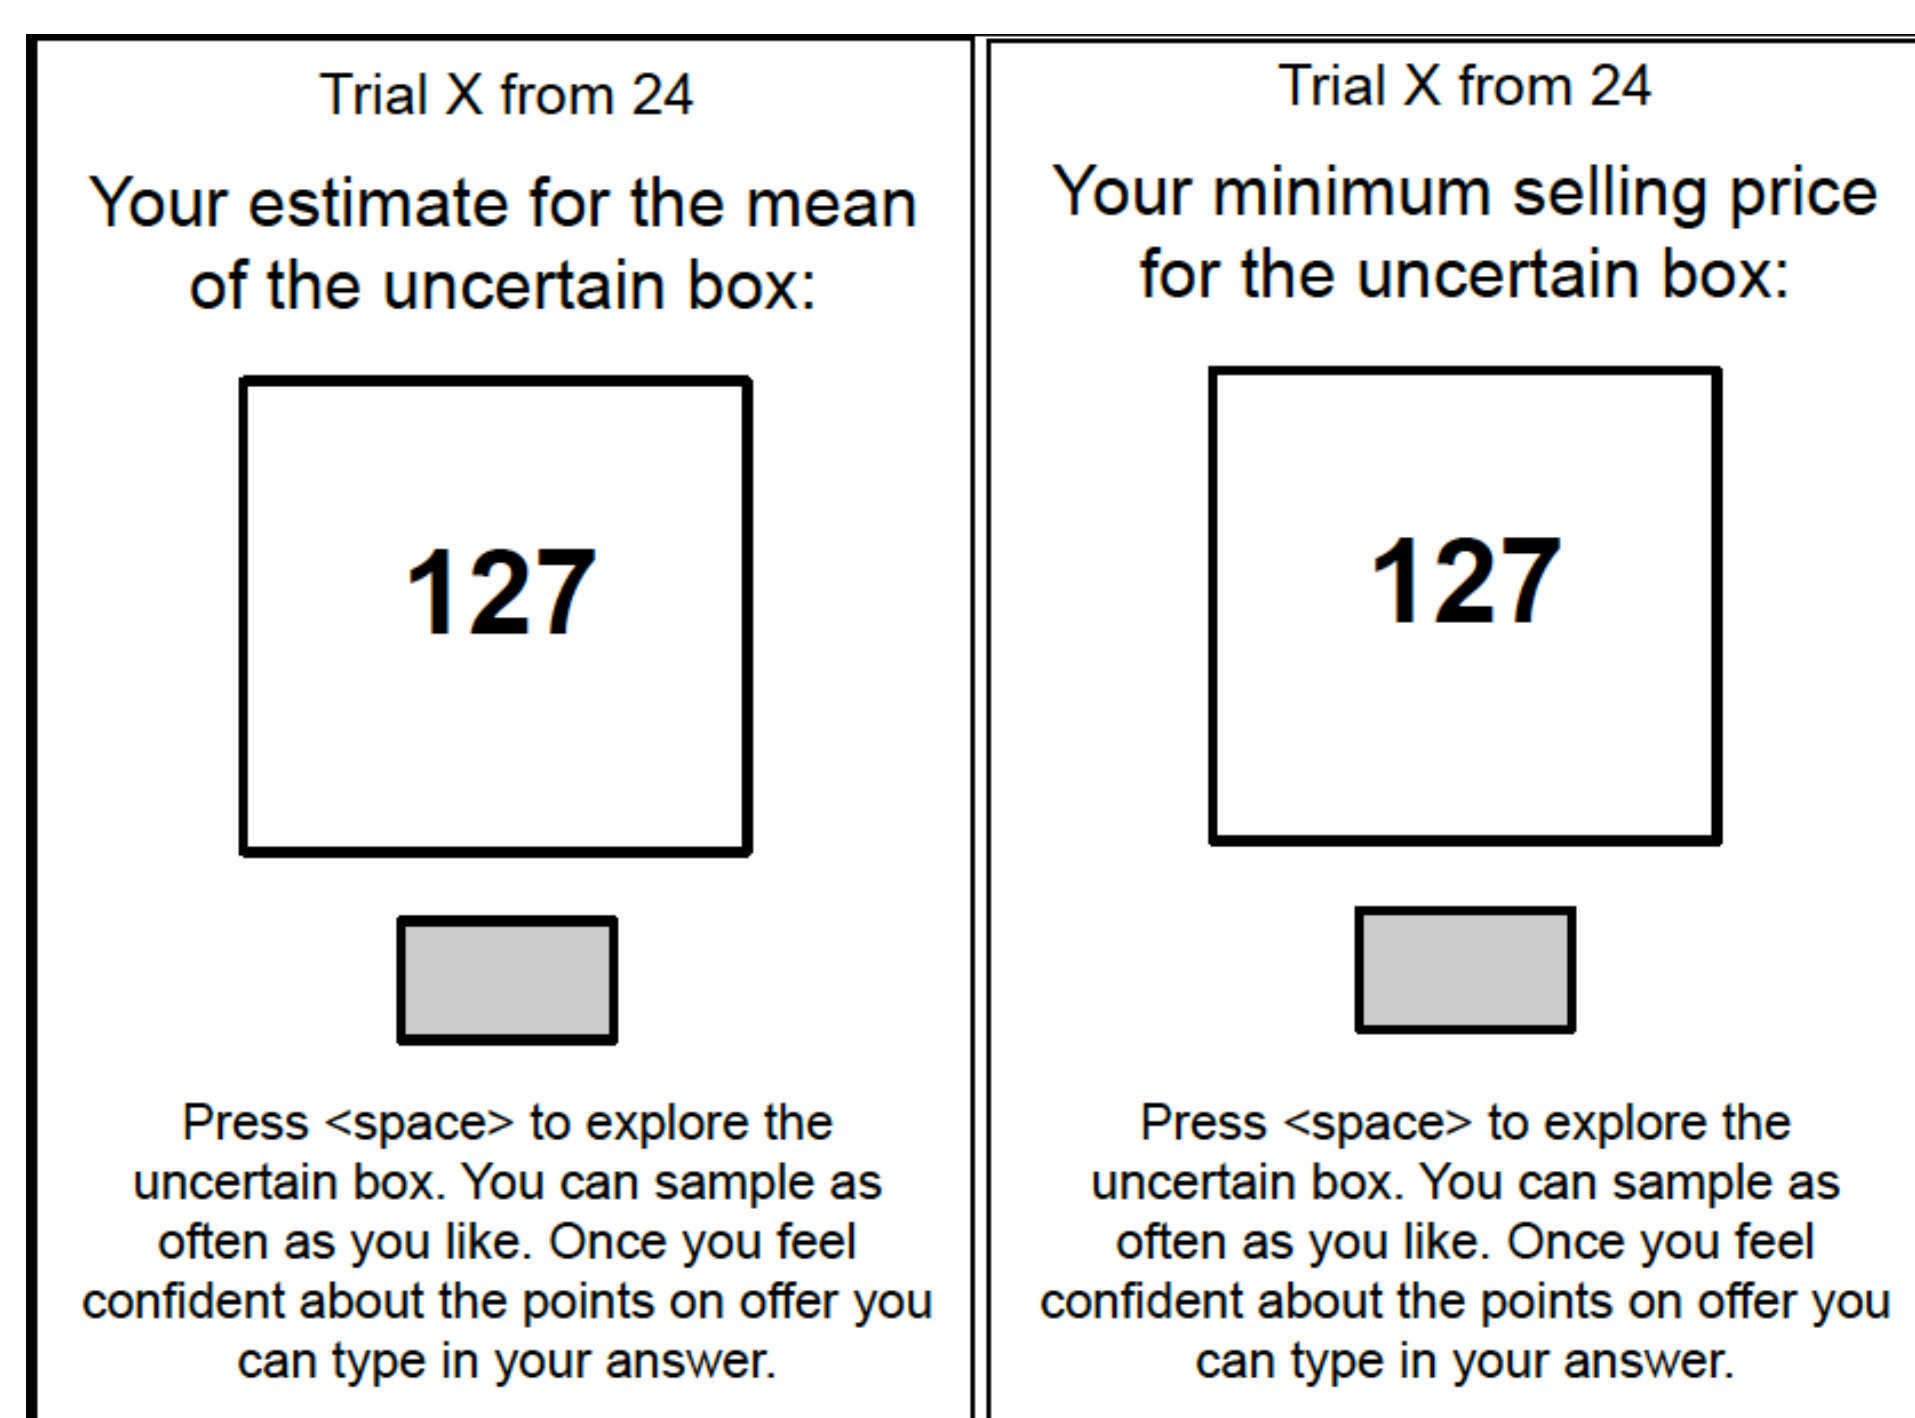 Trial X from 24
Your estimate for the mean
of the uncertain box:
127
Press <space> to explore the
uncertain box. You can sample as
often as you like. Once you feel
confident about the points on offer you
can type in your answer.
Trial X from 24
Your minimum selling price
for the uncertain box:
127
Press <space> to explore the
uncertain box. You can sample as
often as you like. Once you feel
confident about the points on offer you
can type in your answer.